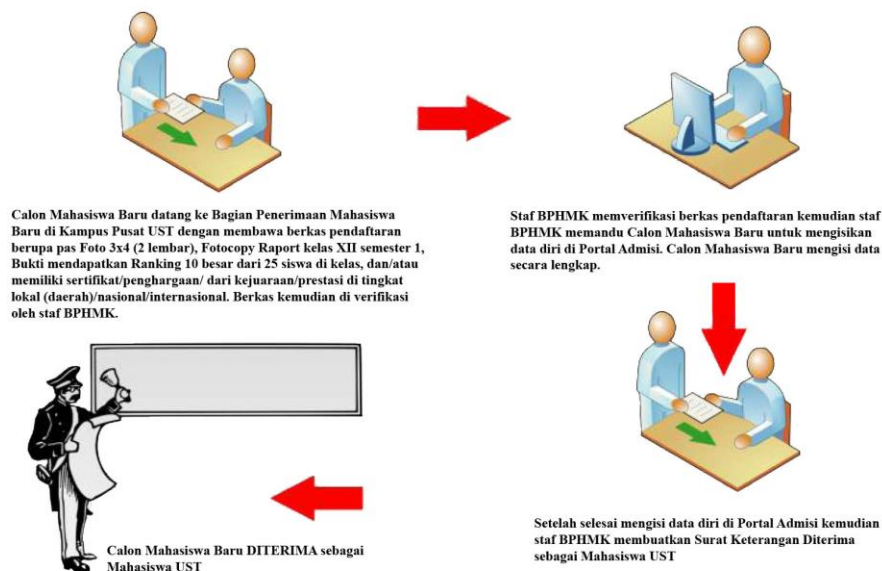 Calon Mahasiswa Baru datang ke Bagian Penerimaan Mahasiswa
Baru di Kampus Pusat UST dengan membawa berkas pendaftaran
berupa pas Foto 3x4 (2 lembar), Fotocopy Raport kelas XII semester 1,
Bukti mendapatkan Ranking 10 besar dari 25 siswa di kelas, dan/atau
memiliki sertifikat/penghargaan/ dari kejuaraan/prestasi di tingkat
lokal (daerah)/nasional/internasional. Berkas kemudian di verifikasi
oleh staf BPHMK.
Staf BPHMK memverifikasi berkas pendaftaran kemudian staf
BPHMK memandu Calon Mahasiswa Baru untuk mengisikan
data diri di Portal Admisi. Calon Mahasiswa Baru mengisi data
secara lengkap.
Setelah selesai mengisi data diri di Portal Admisi kemudian
staf BPHMK membuatkan Surat Keterangan Diterima
sebagai Mahasiswa UST
Calon Mahasiswa Baru DITERIMA sebagai
Mahasiswa UST